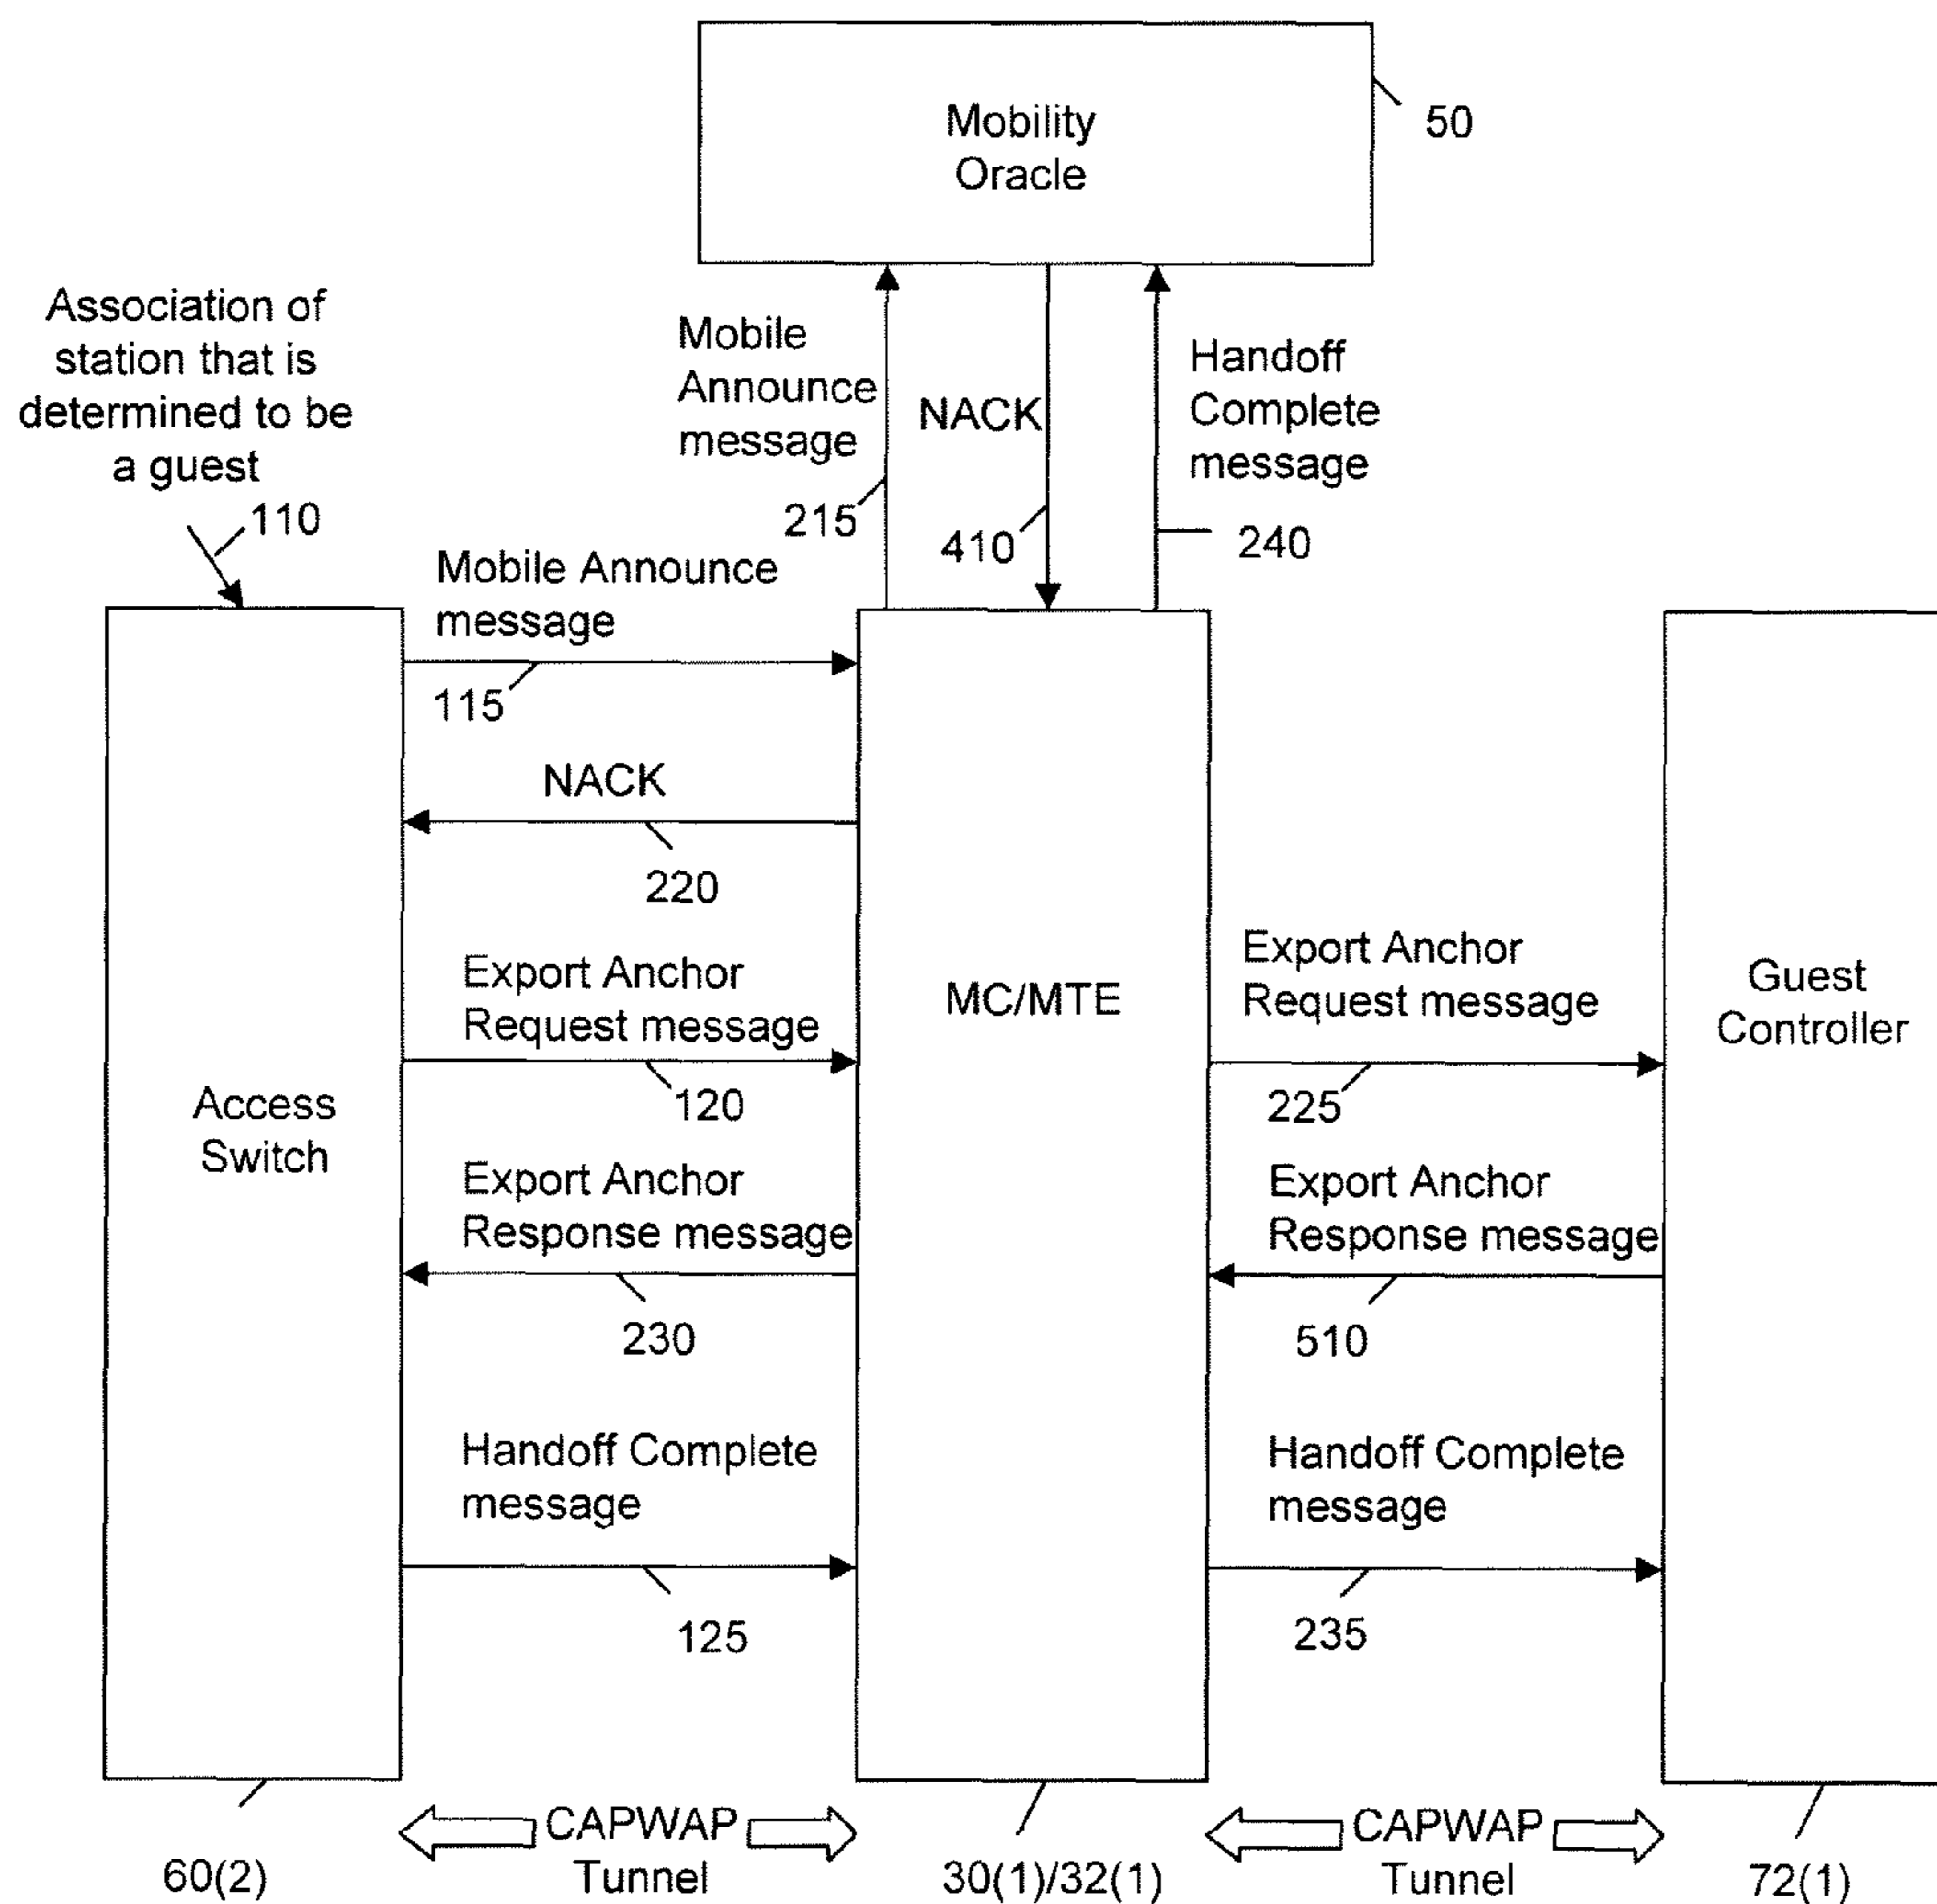 Mobility
Oracle
50
Association of
station that is
determined to be
a guest
110
Mobile
Announce
message
215
NACK
410
Handoff
Complete
message
240
Mobile Announce
message
115
NACK
220
Export Anchor
Request message
120
Export Anchor
Response message
230
Handoff Complete
message
125
Access
Switch
MC/MTE
Export Anchor
Request message
225
Export Anchor
Response message
510
Handoff Complete
message
235
Guest
Controller
60(2)
CAPWAP
Tunnel
30(1)/32(1)
CAPWAP
Tunnel
72(1)